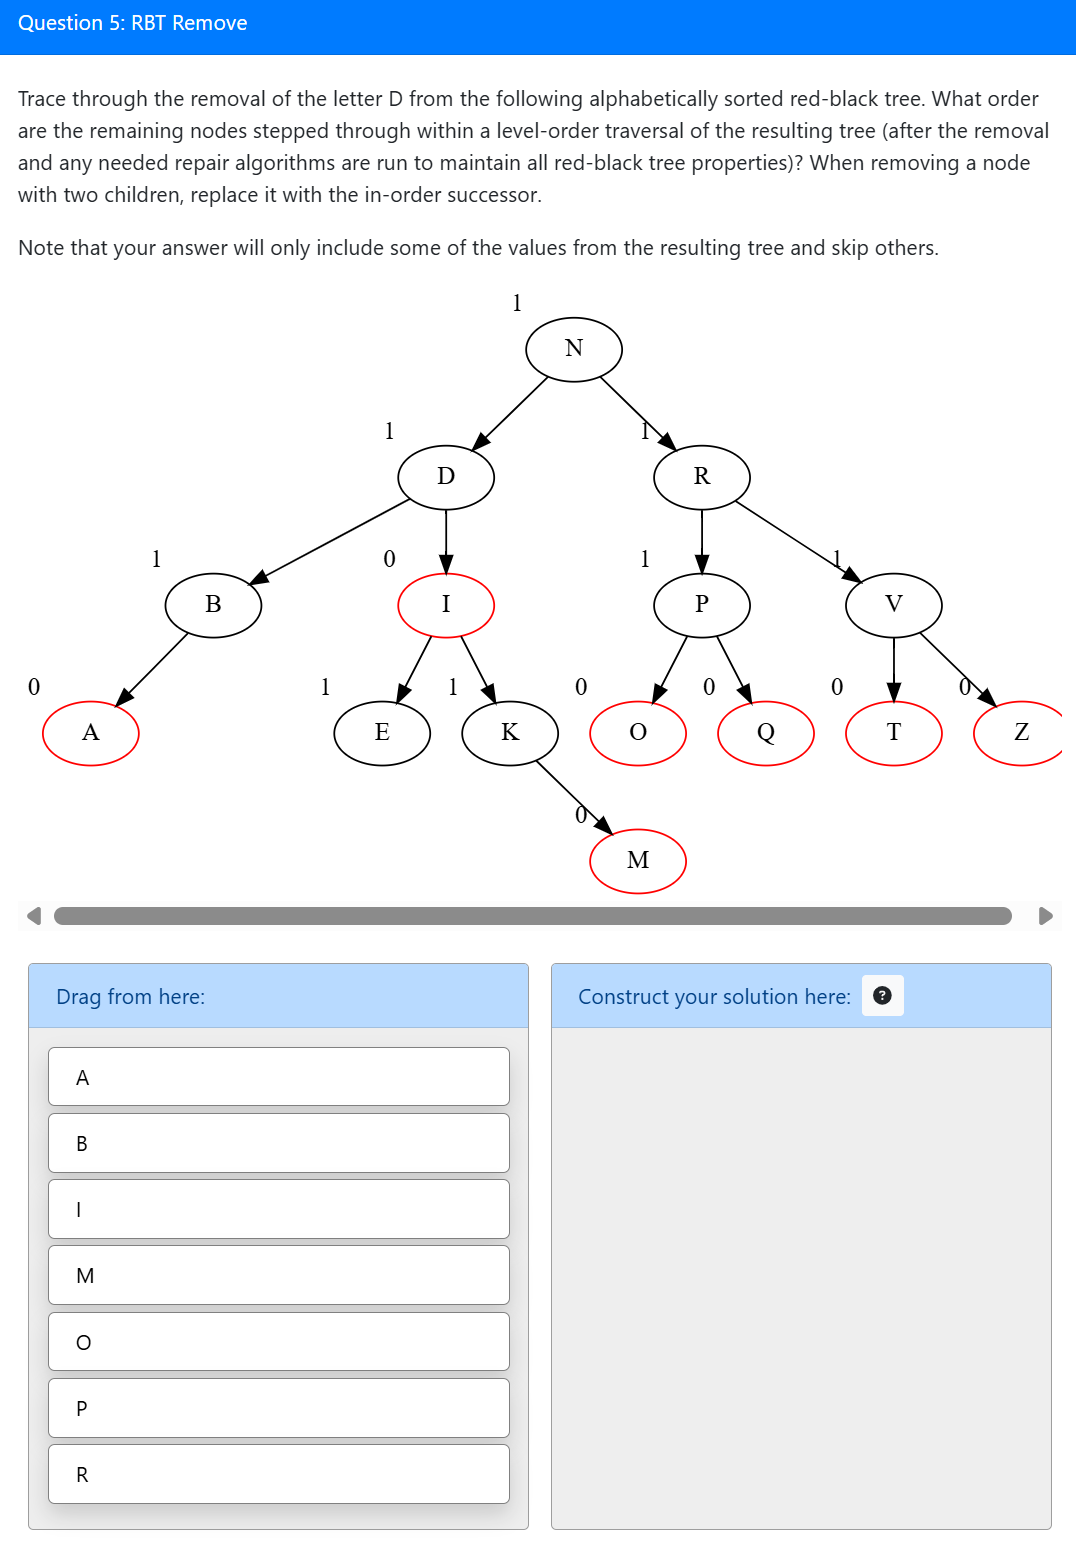 Question 5: RBT Remove
Trace through the removal of the letter D from the following alphabetically sorted red-black tree. What order
are the remaining nodes stepped through within a level-order traversal of the resulting tree (after the removal
and any needed repair algorithms are run to maintain all red-black tree properties)? When removing a node
with two children, replace it with the in-order successor.
Note that your answer will only include some of the values from the resulting tree and skip others.
1
N
1 1
D R
1 0 1 1
B I P V
0 1 1 0 0 0 0
A E K O Q T Z
0
M
Drag from here:
Construct your solution here: ?
A
B
I
M
O
P
R